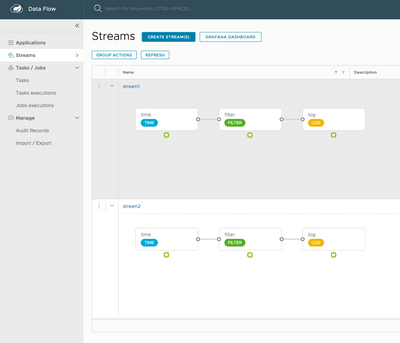 Data Flow
Search for keywords [CTRL+SPACE]...
Applications
Streams
Tasks / Jobs
Tasks
Tasks executions
Jobs executions
Manage
Audit Records
Import / Export
Streams
CREATE STREAM(S)
GRAFANA DASHBOARD
GROUP ACTIONS
REFRESH
Name
Description
stream1
time
TIME
filter
FILTER
log
LOG
stream2
time
TIME
filter
FILTER
log
LOG